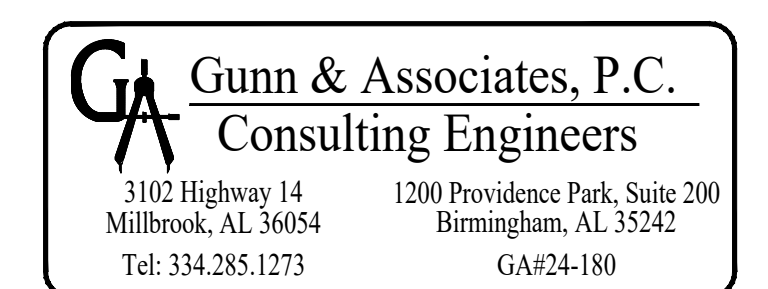 GA
Gunn & Associates, P.C.
Consulting Engineers
3102 Highway 14
Millbrook, AL 36054
Tel: 334.285.1273
1200 Providence Park, Suite 200
Birmingham, AL 35242
GA#24-180